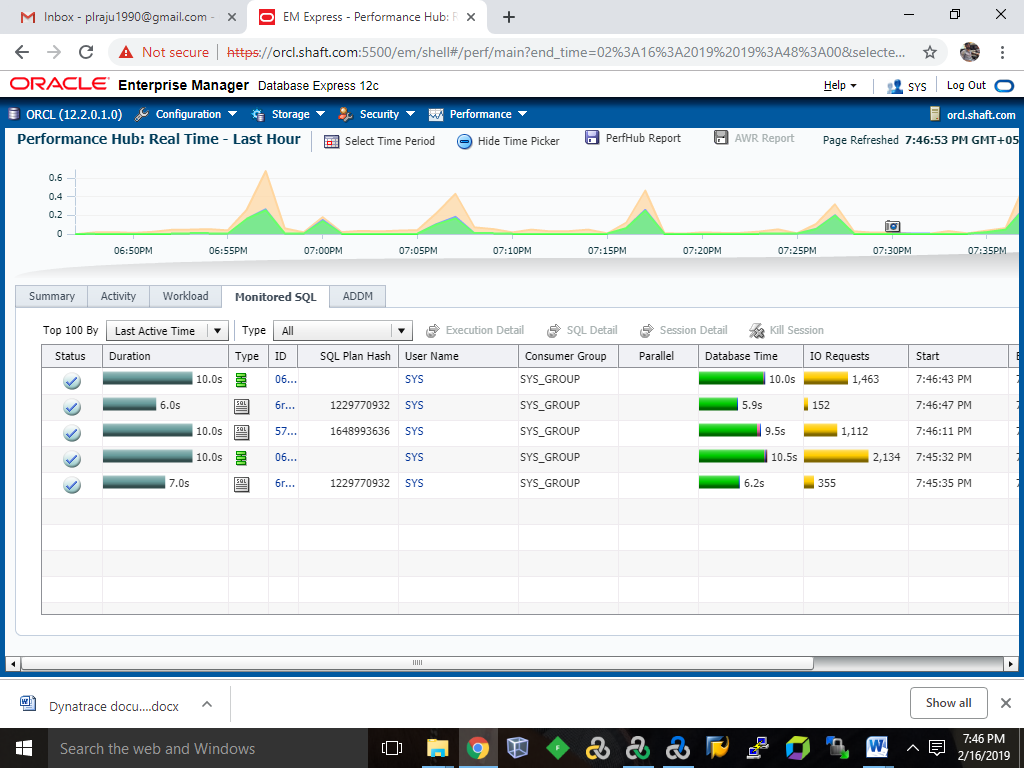 Inbox - plraju1990@gmail.com -
EM Express - Performance Hub: R
Not secure
https://orcl.shaft.com:5500/em/shell#/perf/main?end_time=02%3A16%3A2019%2019%3A48%3A00&selecte...
ORACLE Enterprise Manager Database Express 12c
Help SYS Log Out
ORCL (12.2.0.1.0) Configuration Storage Security Performance orcl.shaft.com
Performance Hub: Real Time - Last Hour Select Time Period Hide Time Picker PerfHub Report AWR Report Page Refreshed 7:46:53 PM GMT+05
0.6
0.4
0.2
0
06:50PM 06:55PM 07:00PM 07:05PM 07:10PM 07:15PM 07:20PM 07:25PM 07:30PM 07:35PM
Summary Activity Workload Monitored SQL ADDM
Top 100 By Last Active Time Type All Execution Detail SQL Detail Session Detail Kill Session
Status Duration Type ID SQL Plan Hash User Name Consumer Group Parallel Database Time IO Requests Start
10.0s 06... SYS SYS_GROUP 10.0s 1,463 7:46:43 PM
6.0s SQL 6r... 1229770932 SYS SYS_GROUP 5.9s 152 7:46:47 PM
10.0s SQL 57... 1648993636 SYS SYS_GROUP 9.5s 1,112 7:46:11 PM
10.0s 06... SYS SYS_GROUP 10.5s 2,134 7:45:32 PM
7.0s SQL 6r... 1229770932 SYS SYS_GROUP 6.2s 355 7:45:35 PM
Dynatrace docu....docx
Show all
Search the web and Windows
7:46 PM
2/16/2019